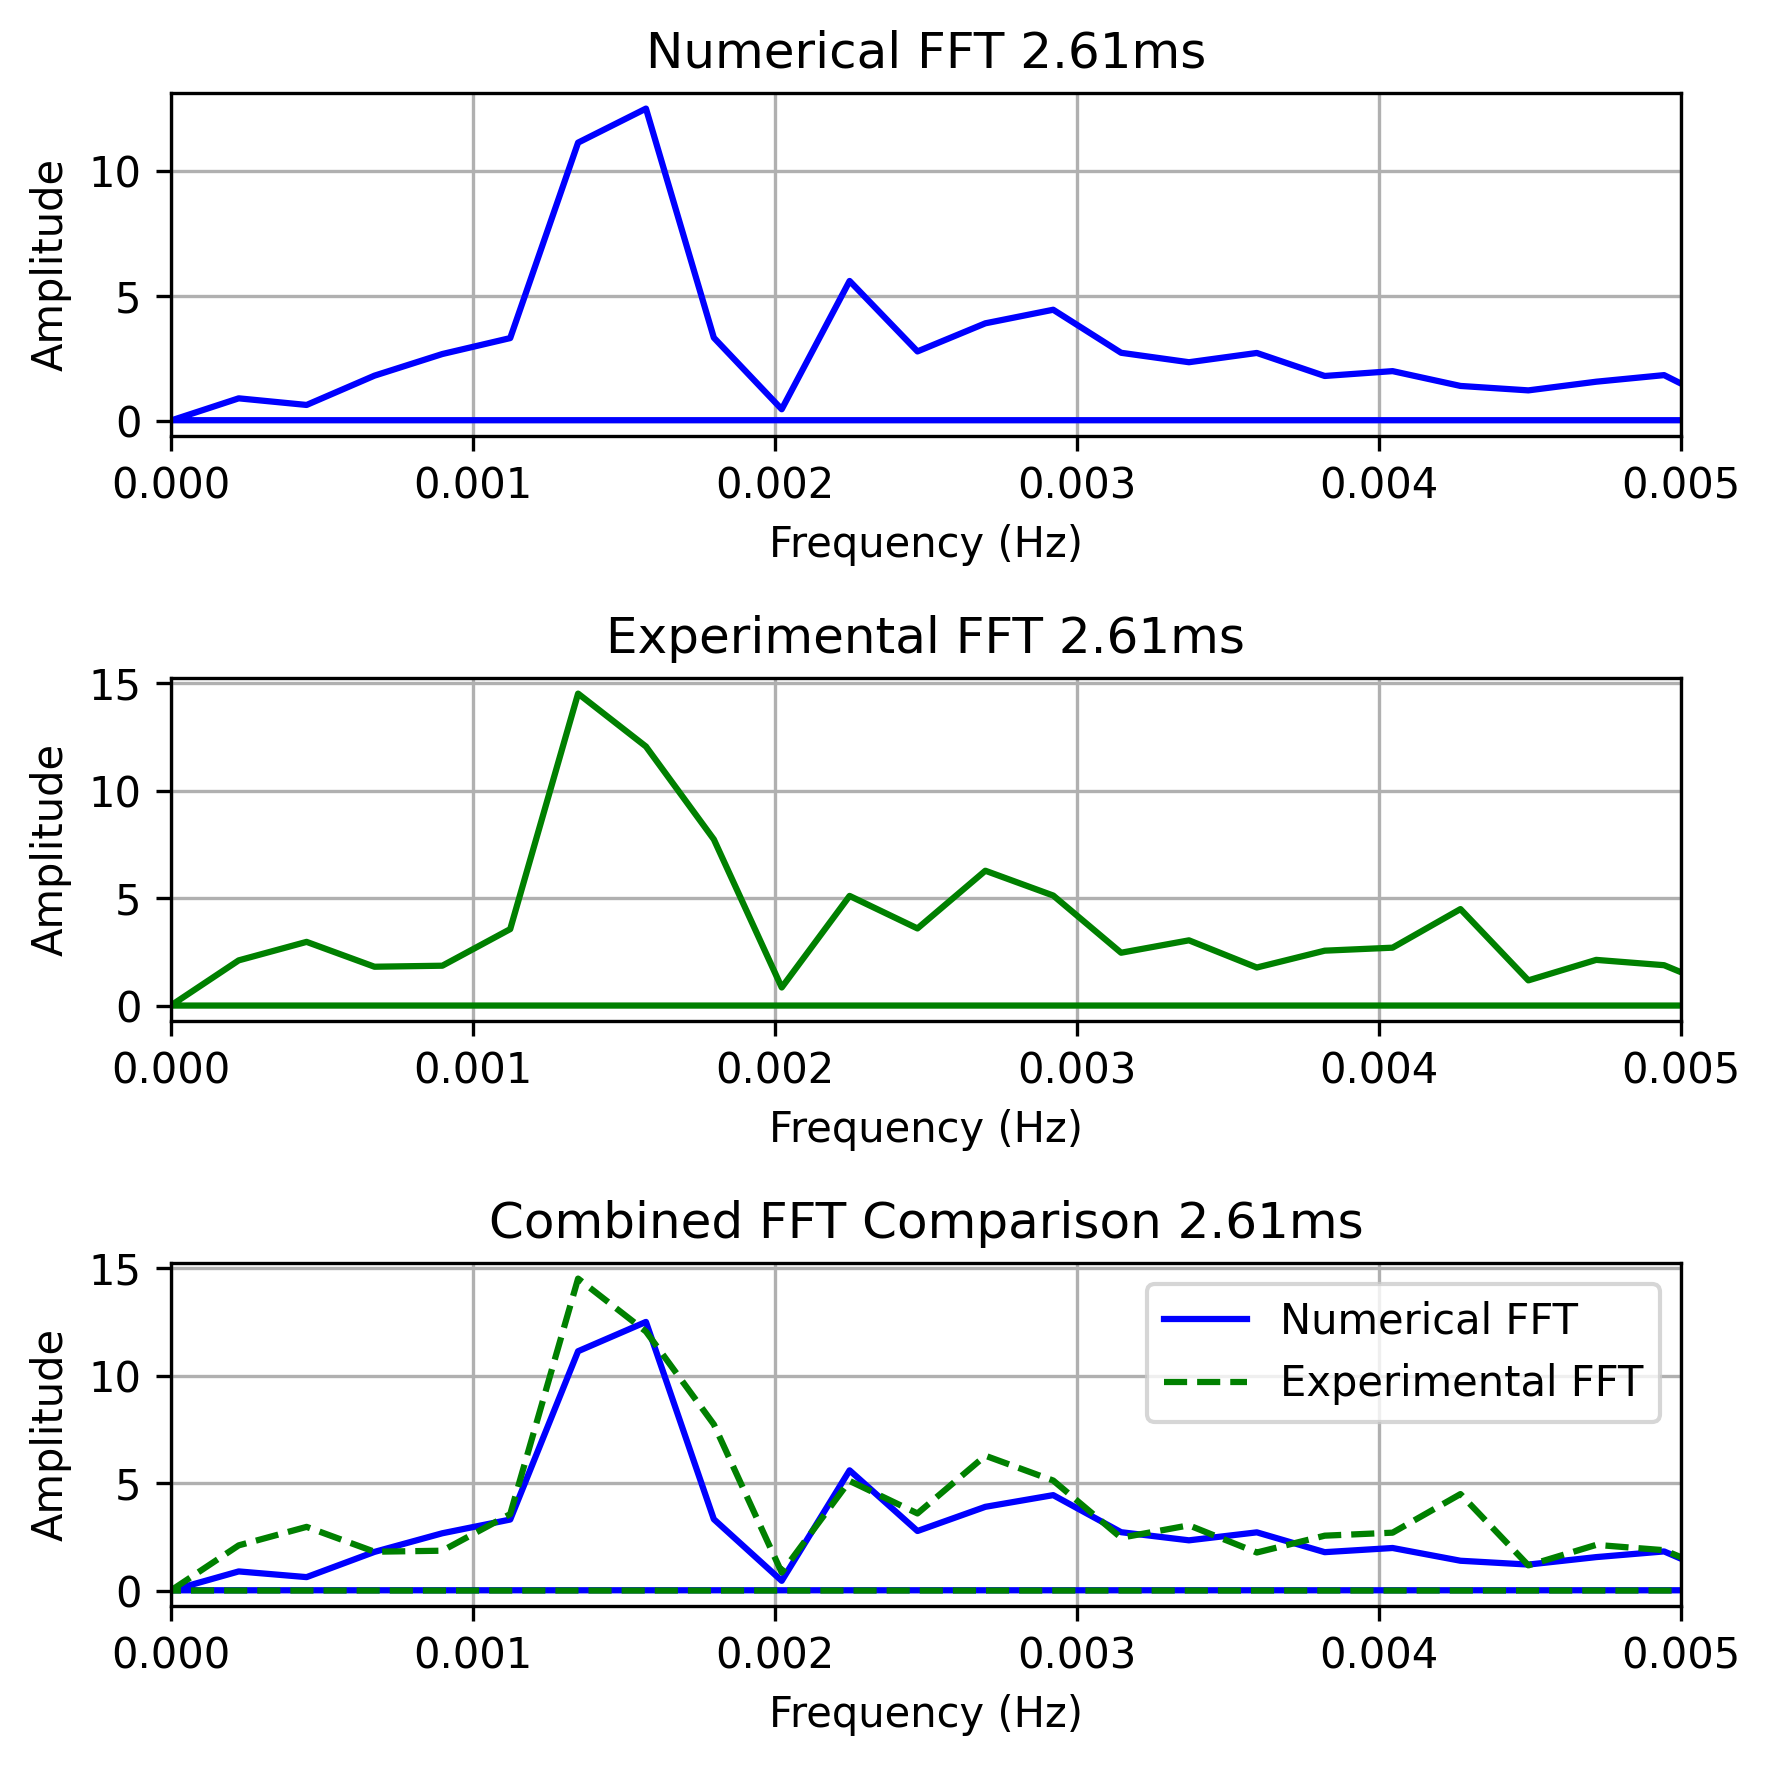 Numerical FFT 2.61ms
Amplitude
10
5
0
0.000 0.001 0.002 0.003 0.004 0.005
Frequency (Hz)
Experimental FFT 2.61ms
Amplitude
15
10
5
0
0.000 0.001 0.002 0.003 0.004 0.005
Frequency (Hz)
Combined FFT Comparison 2.61ms
Amplitude
15
10
5
0
Numerical FFT
Experimental FFT
0.000 0.001 0.002 0.003 0.004 0.005
Frequency (Hz)